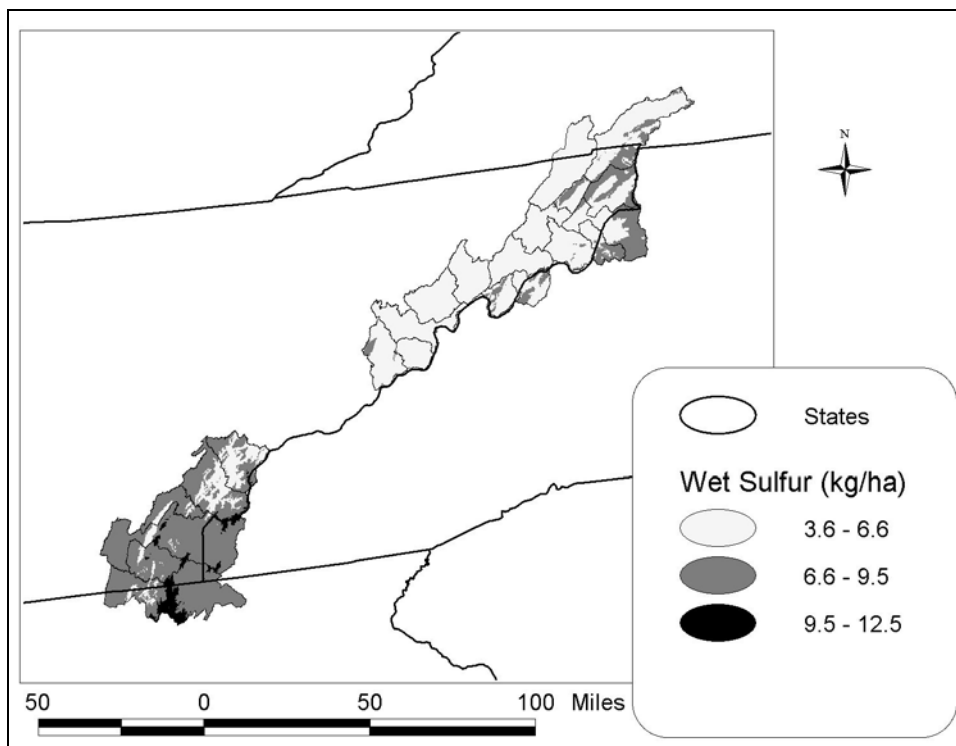 N
States
Wet Sulfur (kg/ha)
3.6 - 6.6
6.6 - 9.5
9.5 - 12.5
50 0 50 100 Miles